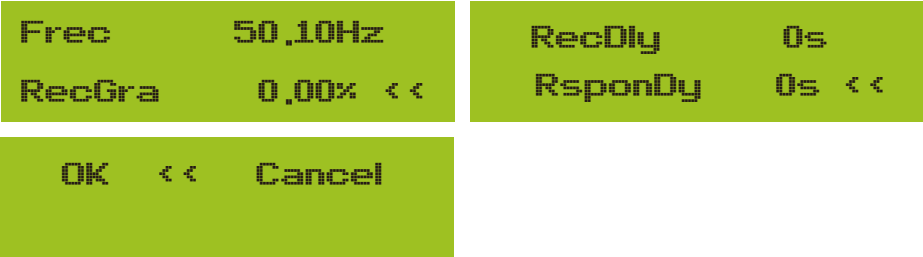 Frec 50.10Hz
RecGra 0.00% <<
RecDly 0s
RsponDy 0s <<
OK << Cancel